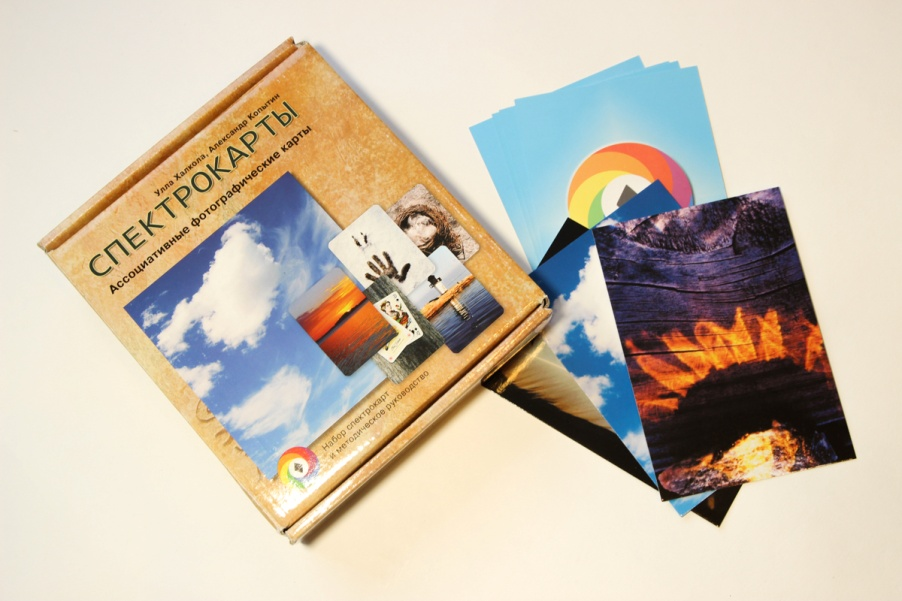 Улла Халкола, Александр Копытин
СПЕКТРОКАРТЫ
Ассоциативные фотографические карты
Набор спектрокарт
и методическое руководство